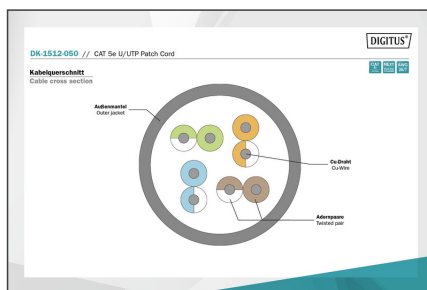 DIGITUS®
DK-1512-050 // CAT 5e U/UTP Patch Cord
Kabelquerschnitt
Cable cross section
Außenmantel
Outer jacket
Cu-Draht
Cu-Wire
Adernpaare
Twisted pair